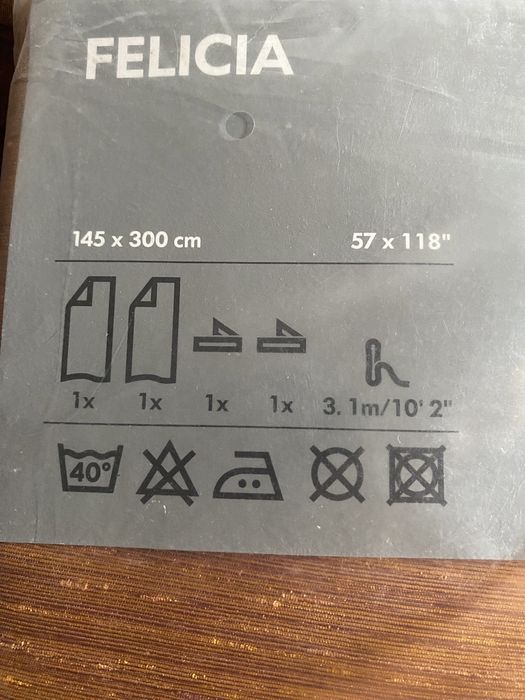 FELICIA
145 x 300 cm 57 x 118"
1x 1x 1x 1x 3. 1m/10' 2"
40°